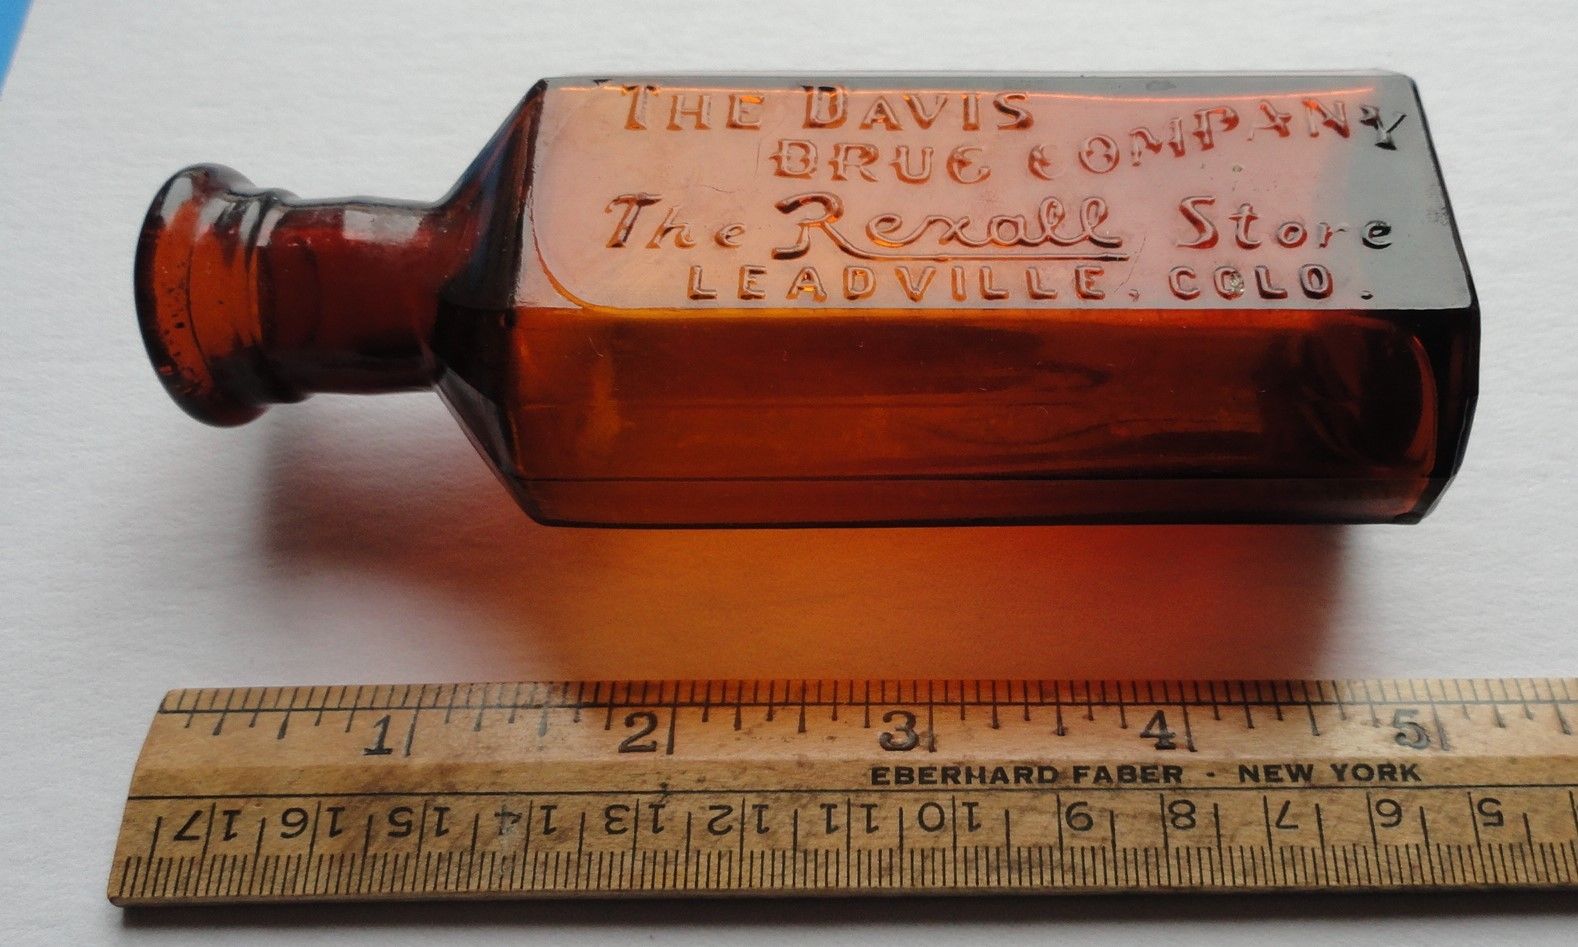 THE DAVIS
DRUG COMPANY
The Rexall Store
LEADVILLE, COLO.
1 2 3 4 5
EBERHARD FABER - NEW YORK
17 16 15 14 13 12 11 10 9 8 7 6 5